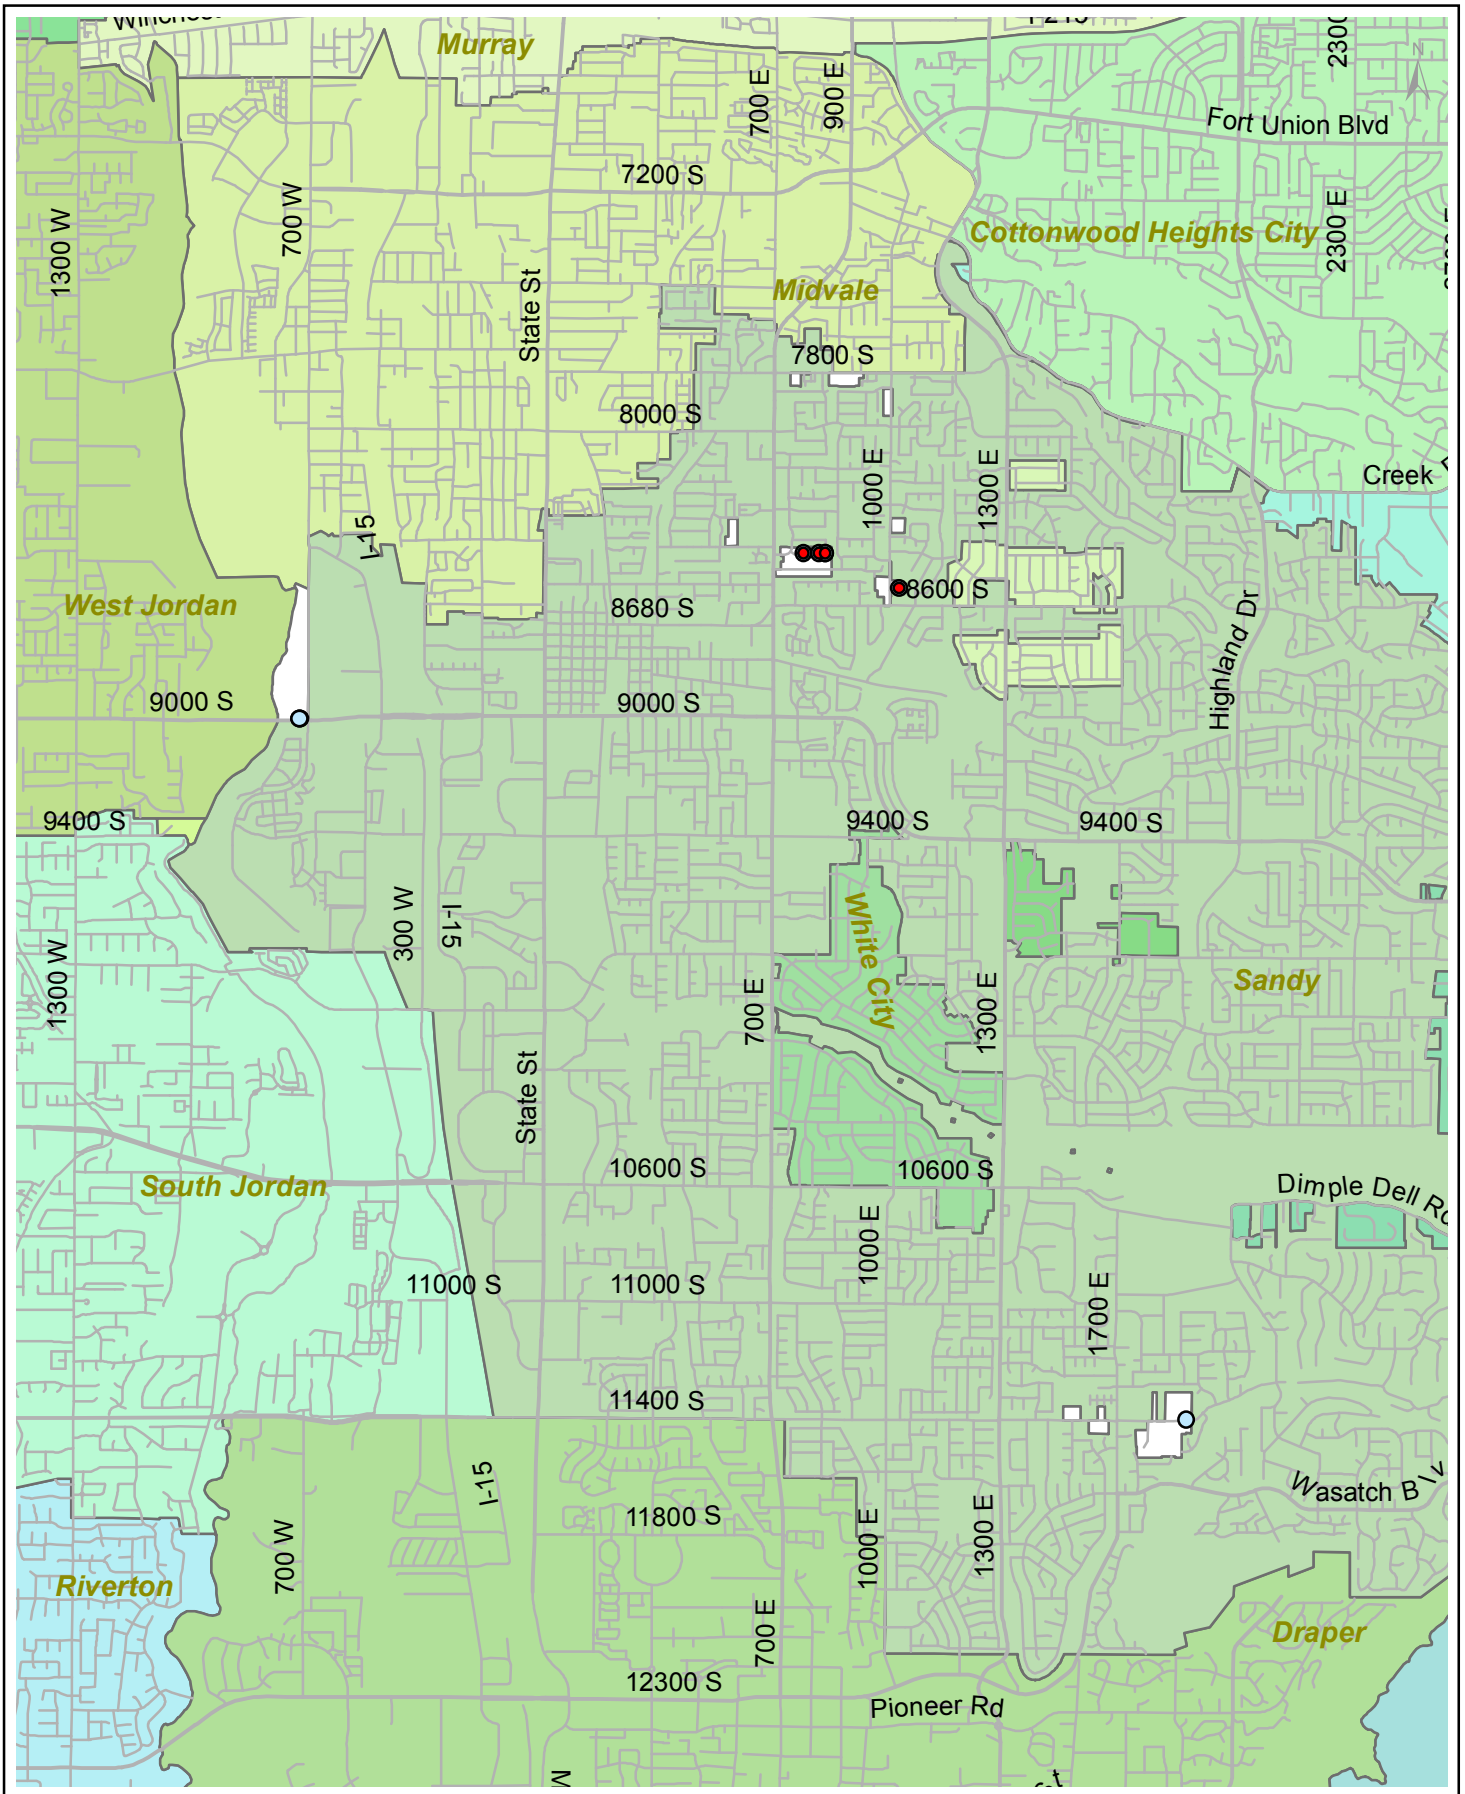 Murray
N
700 E
900 E
Fort Union Blvd
7200 S
1300 W
700 W
2300 E
Cottonwood Heights City
State St
Midvale
7800 S
8000 S
1000 E
1300 E
Creek
I-15
8600 S
West Jordan
8680 S
Highland Dr
9000 S
9000 S
9400 S
9400 S
9400 S
300 W
I-15
White City
1300 W
Sandy
700 E
1300 E
State St
10600 S
10600 S
South Jordan
Dimple Dell Rd
1000 E
11000 S
11000 S
1700 E
11400 S
I-15
Wasatch Blv
11800 S
700 W
1000 E
1300 E
Riverton
700 E
Draper
12300 S
Pioneer Rd